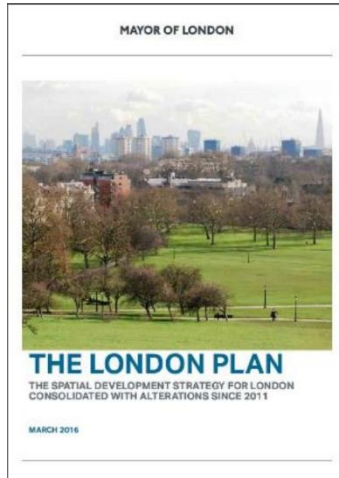 MAYOR OF LONDON
THE LONDON PLAN
THE SPATIAL DEVELOPMENT STRATEGY FOR LONDON
CONSOLIDATED WITH ALTERATIONS SINCE 2011
MARCH 2016